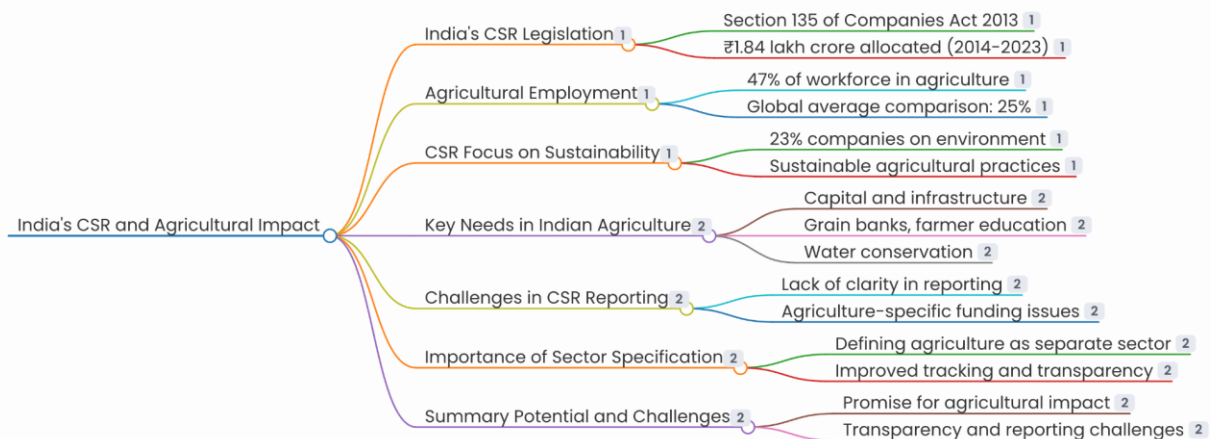 India's CSR and Agricultural Impact
India's CSR Legislation 1
Section 135 of Companies Act 2013 1
₹1.84 lakh crore allocated (2014-2023) 1
Agricultural Employment 1
47% of workforce in agriculture 1
Global average comparison: 25% 1
CSR Focus on Sustainability 1
23% companies on environment 1
Sustainable agricultural practices 1
Key Needs in Indian Agriculture 2
Capital and infrastructure 2
Grain banks, farmer education 2
Water conservation 2
Challenges in CSR Reporting 2
Lack of clarity in reporting 2
Agriculture-specific funding issues 2
Importance of Sector Specification 2
Defining agriculture as separate sector 2
Improved tracking and transparency 2
Summary Potential and Challenges 2
Promise for agricultural impact 2
Transparency and reporting challenges 2